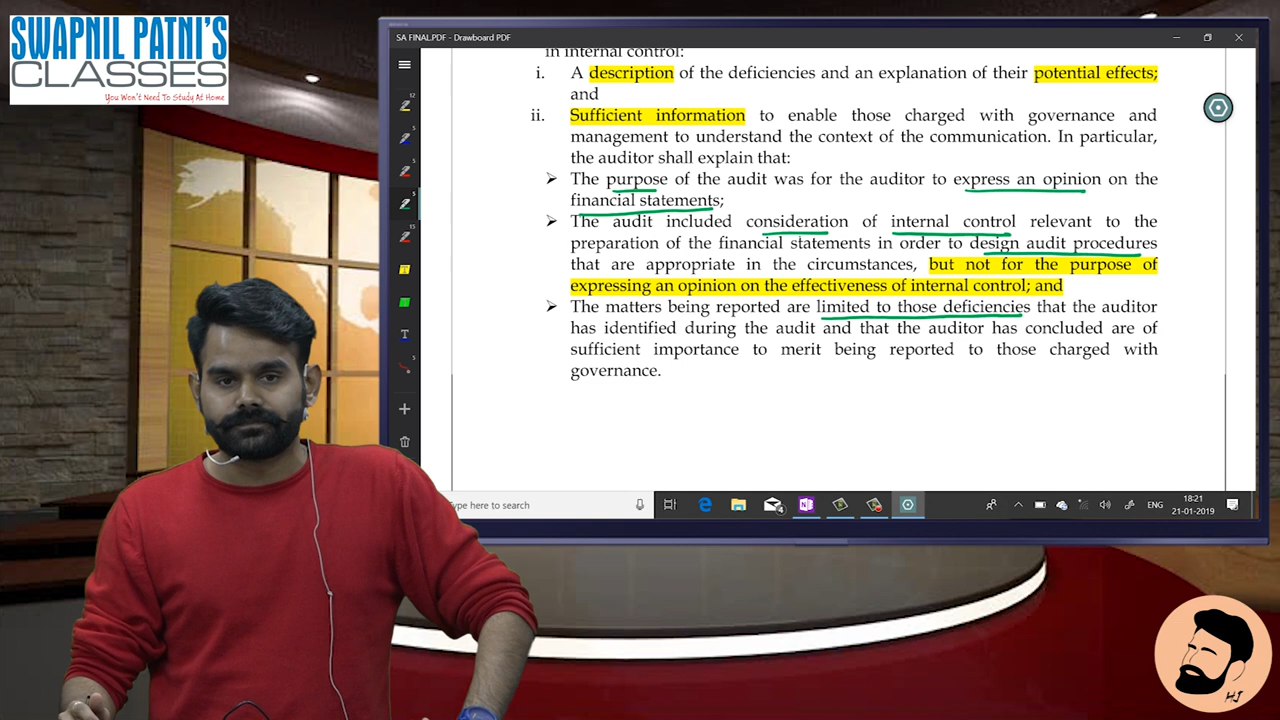 SWAPNIL PATNI'S
CLASSES
You Won't Need To Study At Home
SA FINAL.PDF - Drawboard PDF
in internal control:
i. A description of the deficiencies and an explanation of their potential effects;
and
ii. Sufficient information to enable those charged with governance and
management to understand the context of the communication. In particular,
the auditor shall explain that:
➢ The purpose of the audit was for the auditor to express an opinion on the
financial statements;
➢ The audit included consideration of internal control relevant to the
preparation of the financial statements in order to design audit procedures
that are appropriate in the circumstances, but not for the purpose of
expressing an opinion on the effectiveness of internal control; and
➢ The matters being reported are limited to those deficiencies that the auditor
has identified during the audit and that the auditor has concluded are of
sufficient importance to merit being reported to those charged with
governance.
12
5
5
5
15
T
5
ype here to search
4
ENG
18:21
21-01-2019
HJ